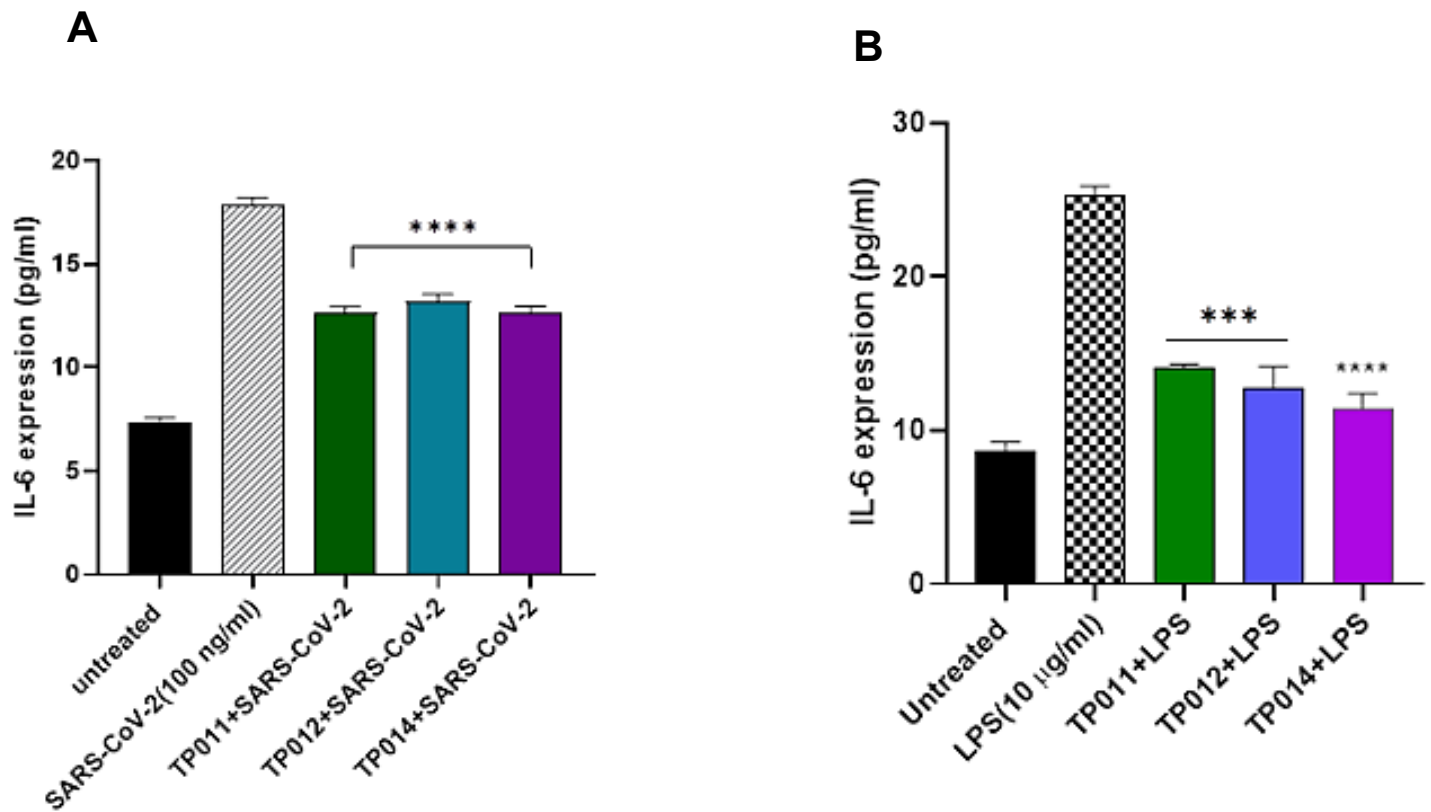 A
IL-6 expression (pg/ml)
20
15
10
5
0
****
untreated
SARS-CoV-2(100 ng/ml)
TP011+SARS-CoV-2
TP012+SARS-CoV-2
TP014+SARS-CoV-2
B
IL-6 expression (pg/ml)
30
20
10
0
***
****
Untreated
LPS(10 μg/ml)
TP011+LPS
TP012+LPS
TP014+LPS